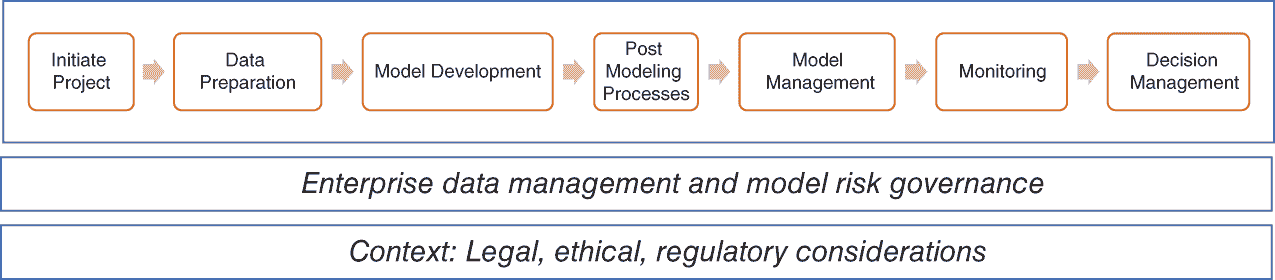 Initiate
Project
Data
Preparation
Model Development
Post
Modeling
Processes
Model
Management
Monitoring
Decision
Management
Enterprise data management and model risk governance
Context: Legal, ethical, regulatory considerations